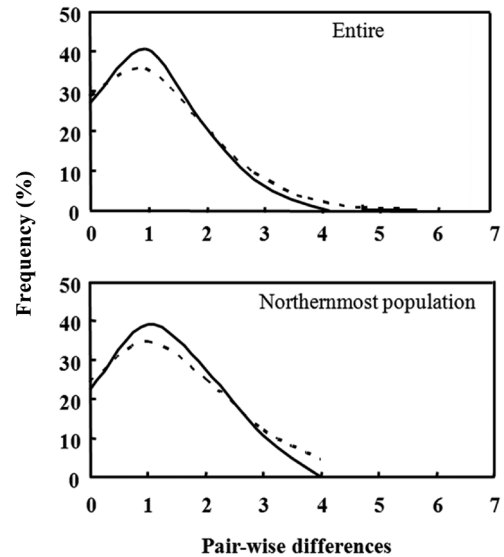 Entire
50
40
30
20
10
0
0 1 2 3 4 5 6 7
Frequency (%)
Northernmost population
50
40
30
20
10
0
0 1 2 3 4 5 6 7
Pair-wise differences